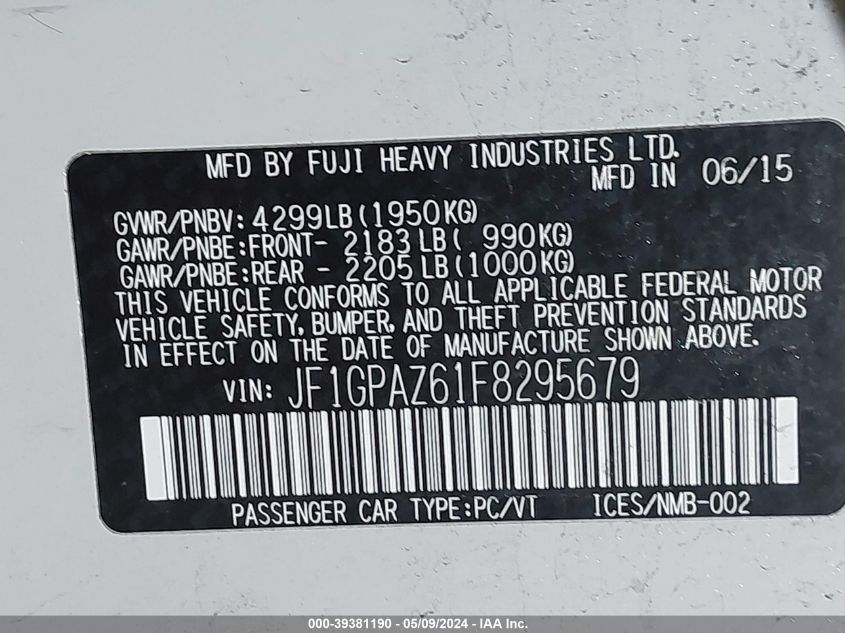 MFD BY FUJI HEAVY INDUSTRIES LTD.
MFD IN 06/15
GVWR/PNBV: 4299LB (1950KG)
GAWR/PNBE:FRONT- 2183 LB ( 990KG)
GAWR/PNBE:REAR - 2205 LB (1000KG)
THIS VEHICLE CONFORMS TO ALL APPLICABLE FEDERAL MOTOR
VEHICLE SAFETY, BUMPER, AND THEFT PREVENTION STANDARDS
IN EFFECT ON THE DATE OF MANUFACTURE SHOWN ABOVE.
VIN: JF1GPAZ61F8295679
PASSENGER CAR TYPE:PC/VT ICES/NMB-002
000-39381190 - 05/09/2024 - IAA Inc.